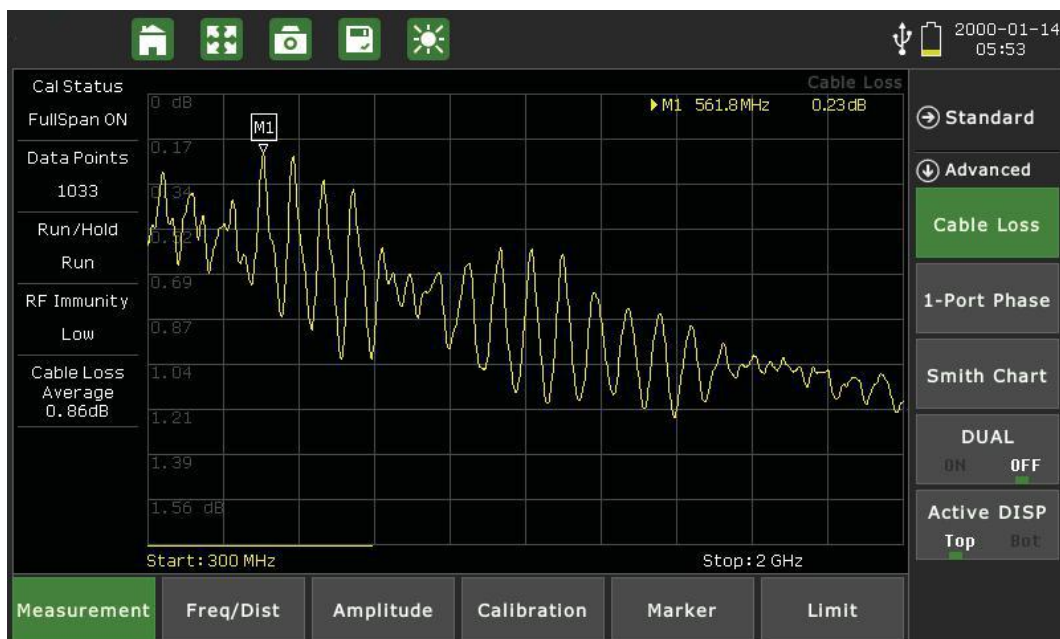 2000-01-14
05:53
Cal Status
FullSpan ON
Data Points
1033
Run/Hold
Run
RF Immunity
Low
Cable Loss
Average
0.86dB
Cable Loss
0 dB
M1 561.8MHz 0.23dB
M1
0.17
0.34
0.52
0.69
0.87
1.04
1.21
1.39
1.56 dB
Start:300 MHz
Stop:2 GHz
Standard
Advanced
Cable Loss
1-Port Phase
Smith Chart
DUAL
ON OFF
Active DISP
Top Bot
Measurement
Freq/Dist
Amplitude
Calibration
Marker
Limit